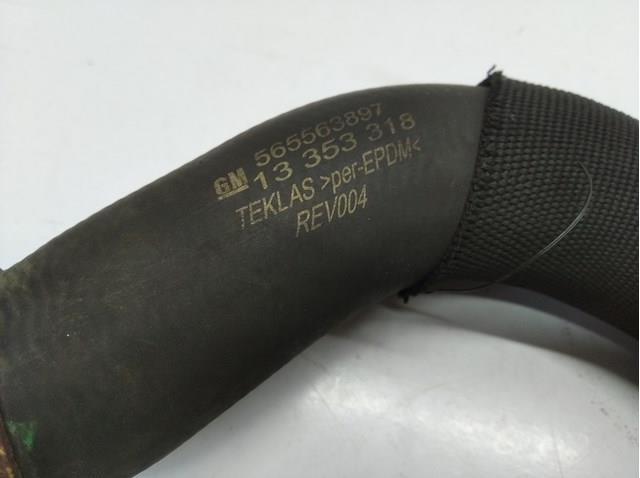 565563897
GM 13 353 318
TEKLAS >per-EPDM<
REV004